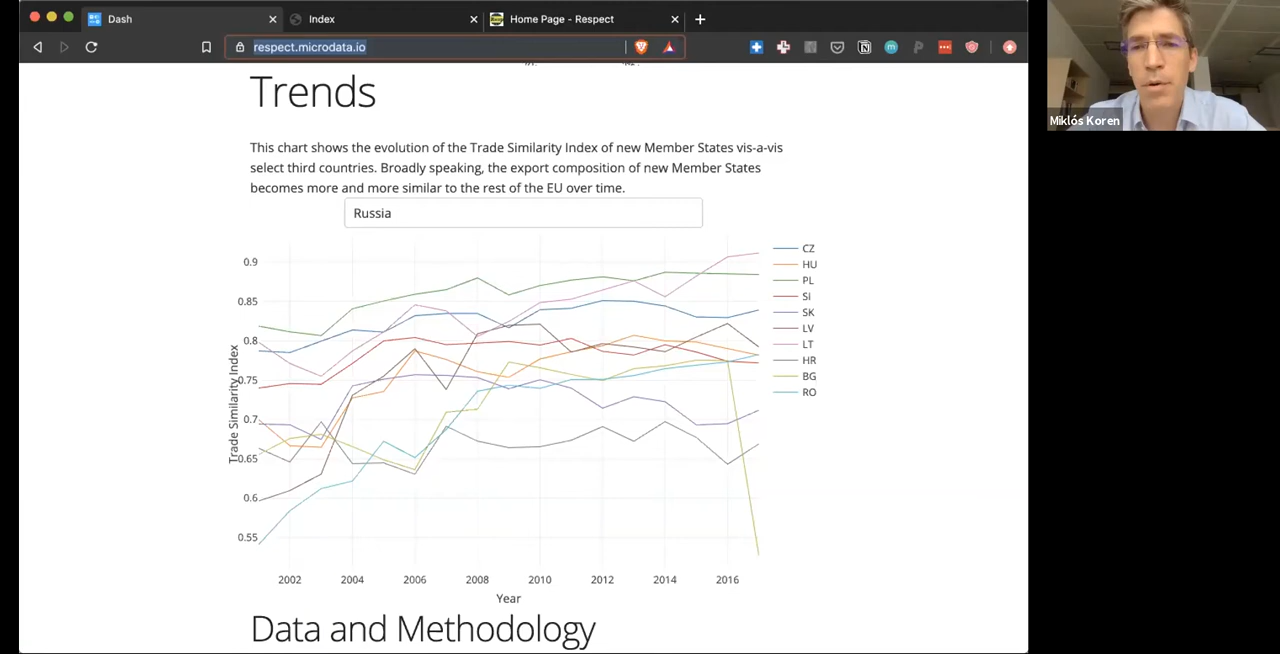 Dash
Index
Home Page - Respect
respect.microdata.io
Trends
This chart shows the evolution of the Trade Similarity Index of new Member States vis-a-vis
select third countries. Broadly speaking, the export composition of new Member States
becomes more and more similar to the rest of the EU over time.
Russia
Trade Similarity Index
0.9
0.85
0.8
0.75
0.7
0.65
0.6
0.55
2002 2004 2006 2008 2010 2012 2014 2016
Year
CZ
HU
PL
SI
SK
LV
LT
HR
BG
RO
Data and Methodology
Miklós Koren